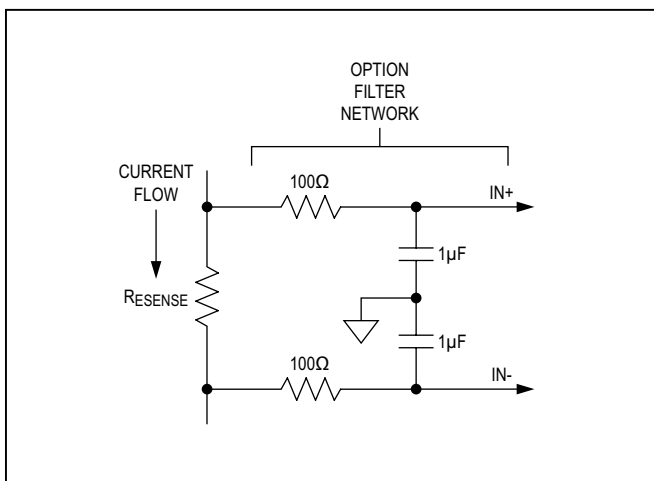 OPTION
FILTER
NETWORK
CURRENT
FLOW
100Ω
IN+
1µF
RESENSE
1µF
100Ω
IN-